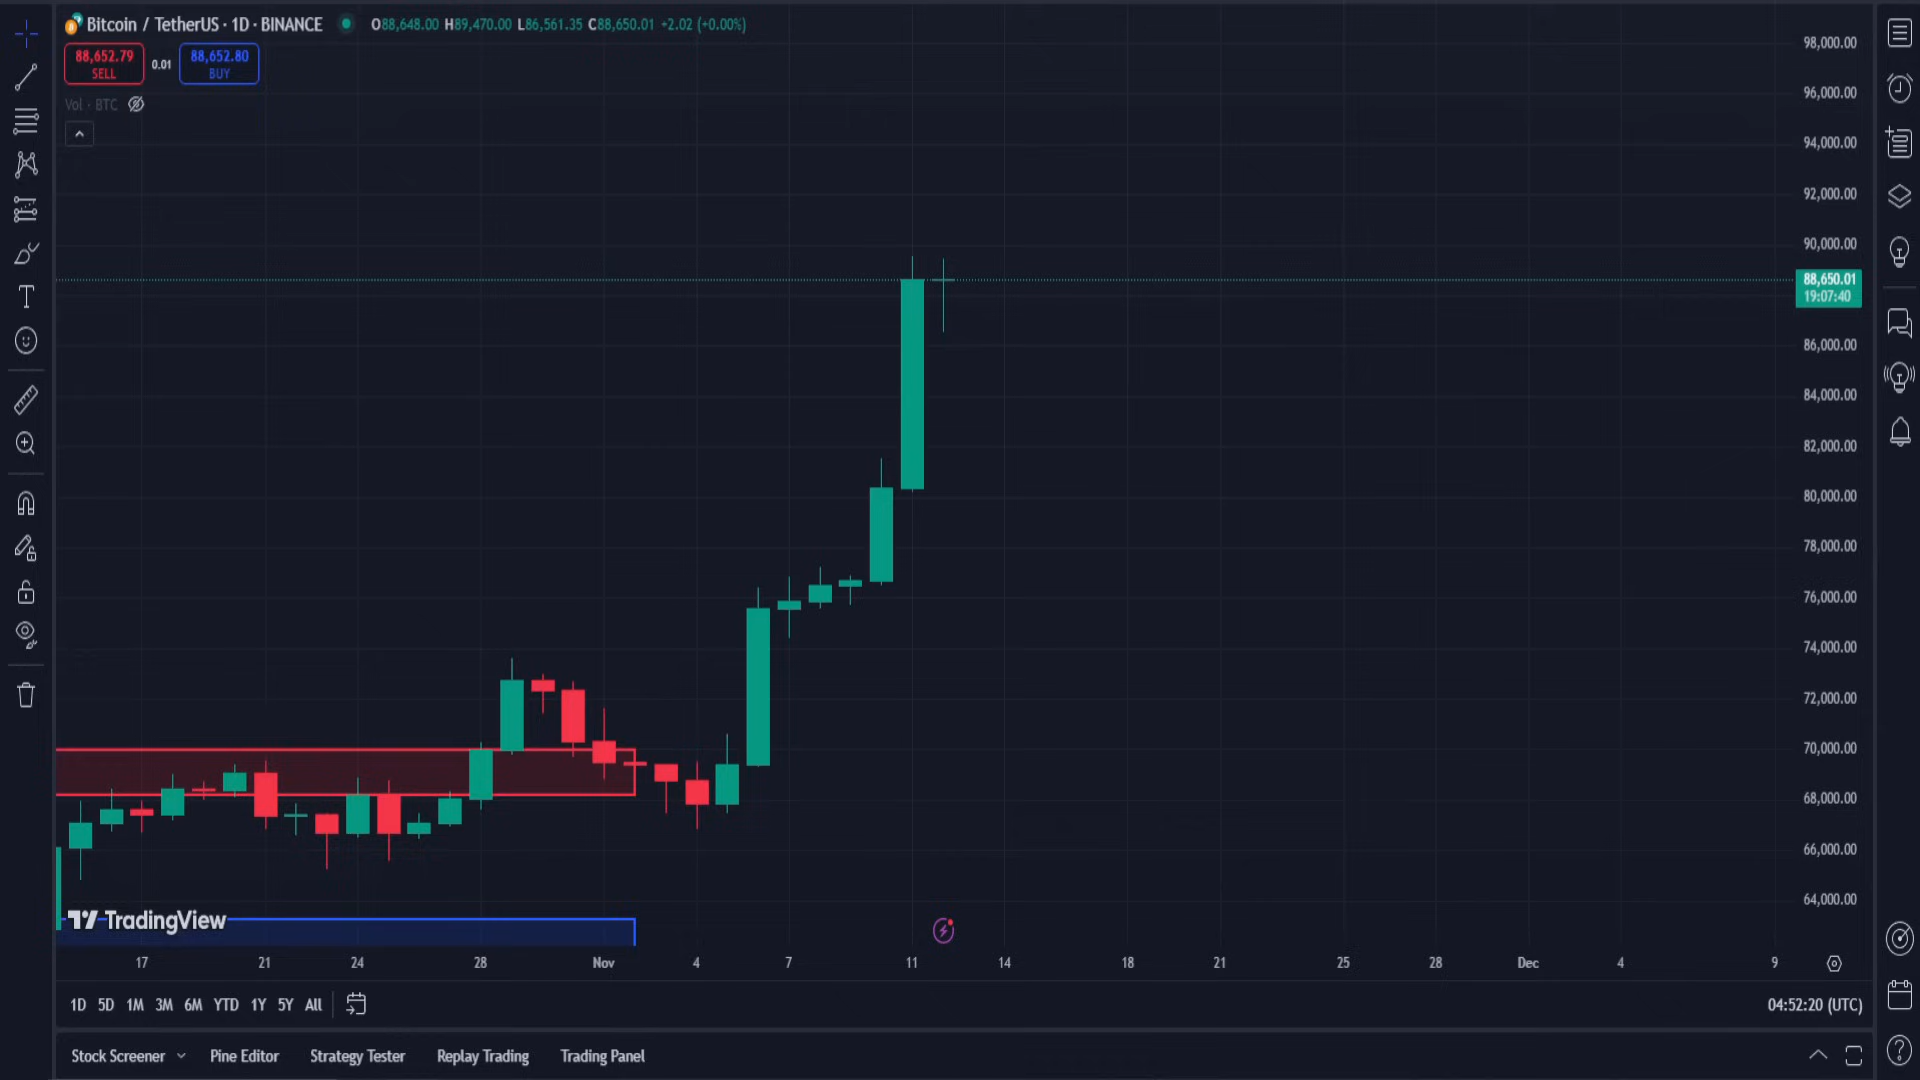 Bitcoin / TetherUS · 1D · BINANCE O88,648.00 H89,470.00 L86,561.35 C88,650.01 +2.02 (+0.00%)
88,652.79 SELL
0.01
88,652.80 BUY
Vol · BTC
98,000.00
96,000.00
94,000.00
92,000.00
90,000.00
88,650.01
19:07:40
86,000.00
84,000.00
82,000.00
80,000.00
78,000.00
76,000.00
74,000.00
72,000.00
70,000.00
68,000.00
66,000.00
64,000.00
TradingView
17 21 24 28 Nov 4 7 11 14 18 21 25 28 Dec 4 9
1D 5D 1M 3M 6M YTD 1Y 5Y All
04:52:20 (UTC)
Stock Screener Pine Editor Strategy Tester Replay Trading Trading Panel